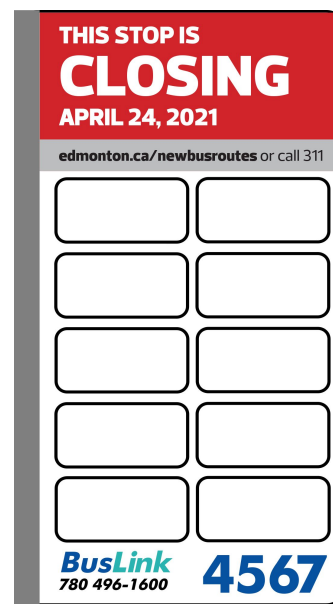 THIS STOP IS
CLOSING
APRIL 24, 2021
edmonton.ca/newbusroutes or call 311
BusLink
780 496-1600
4567